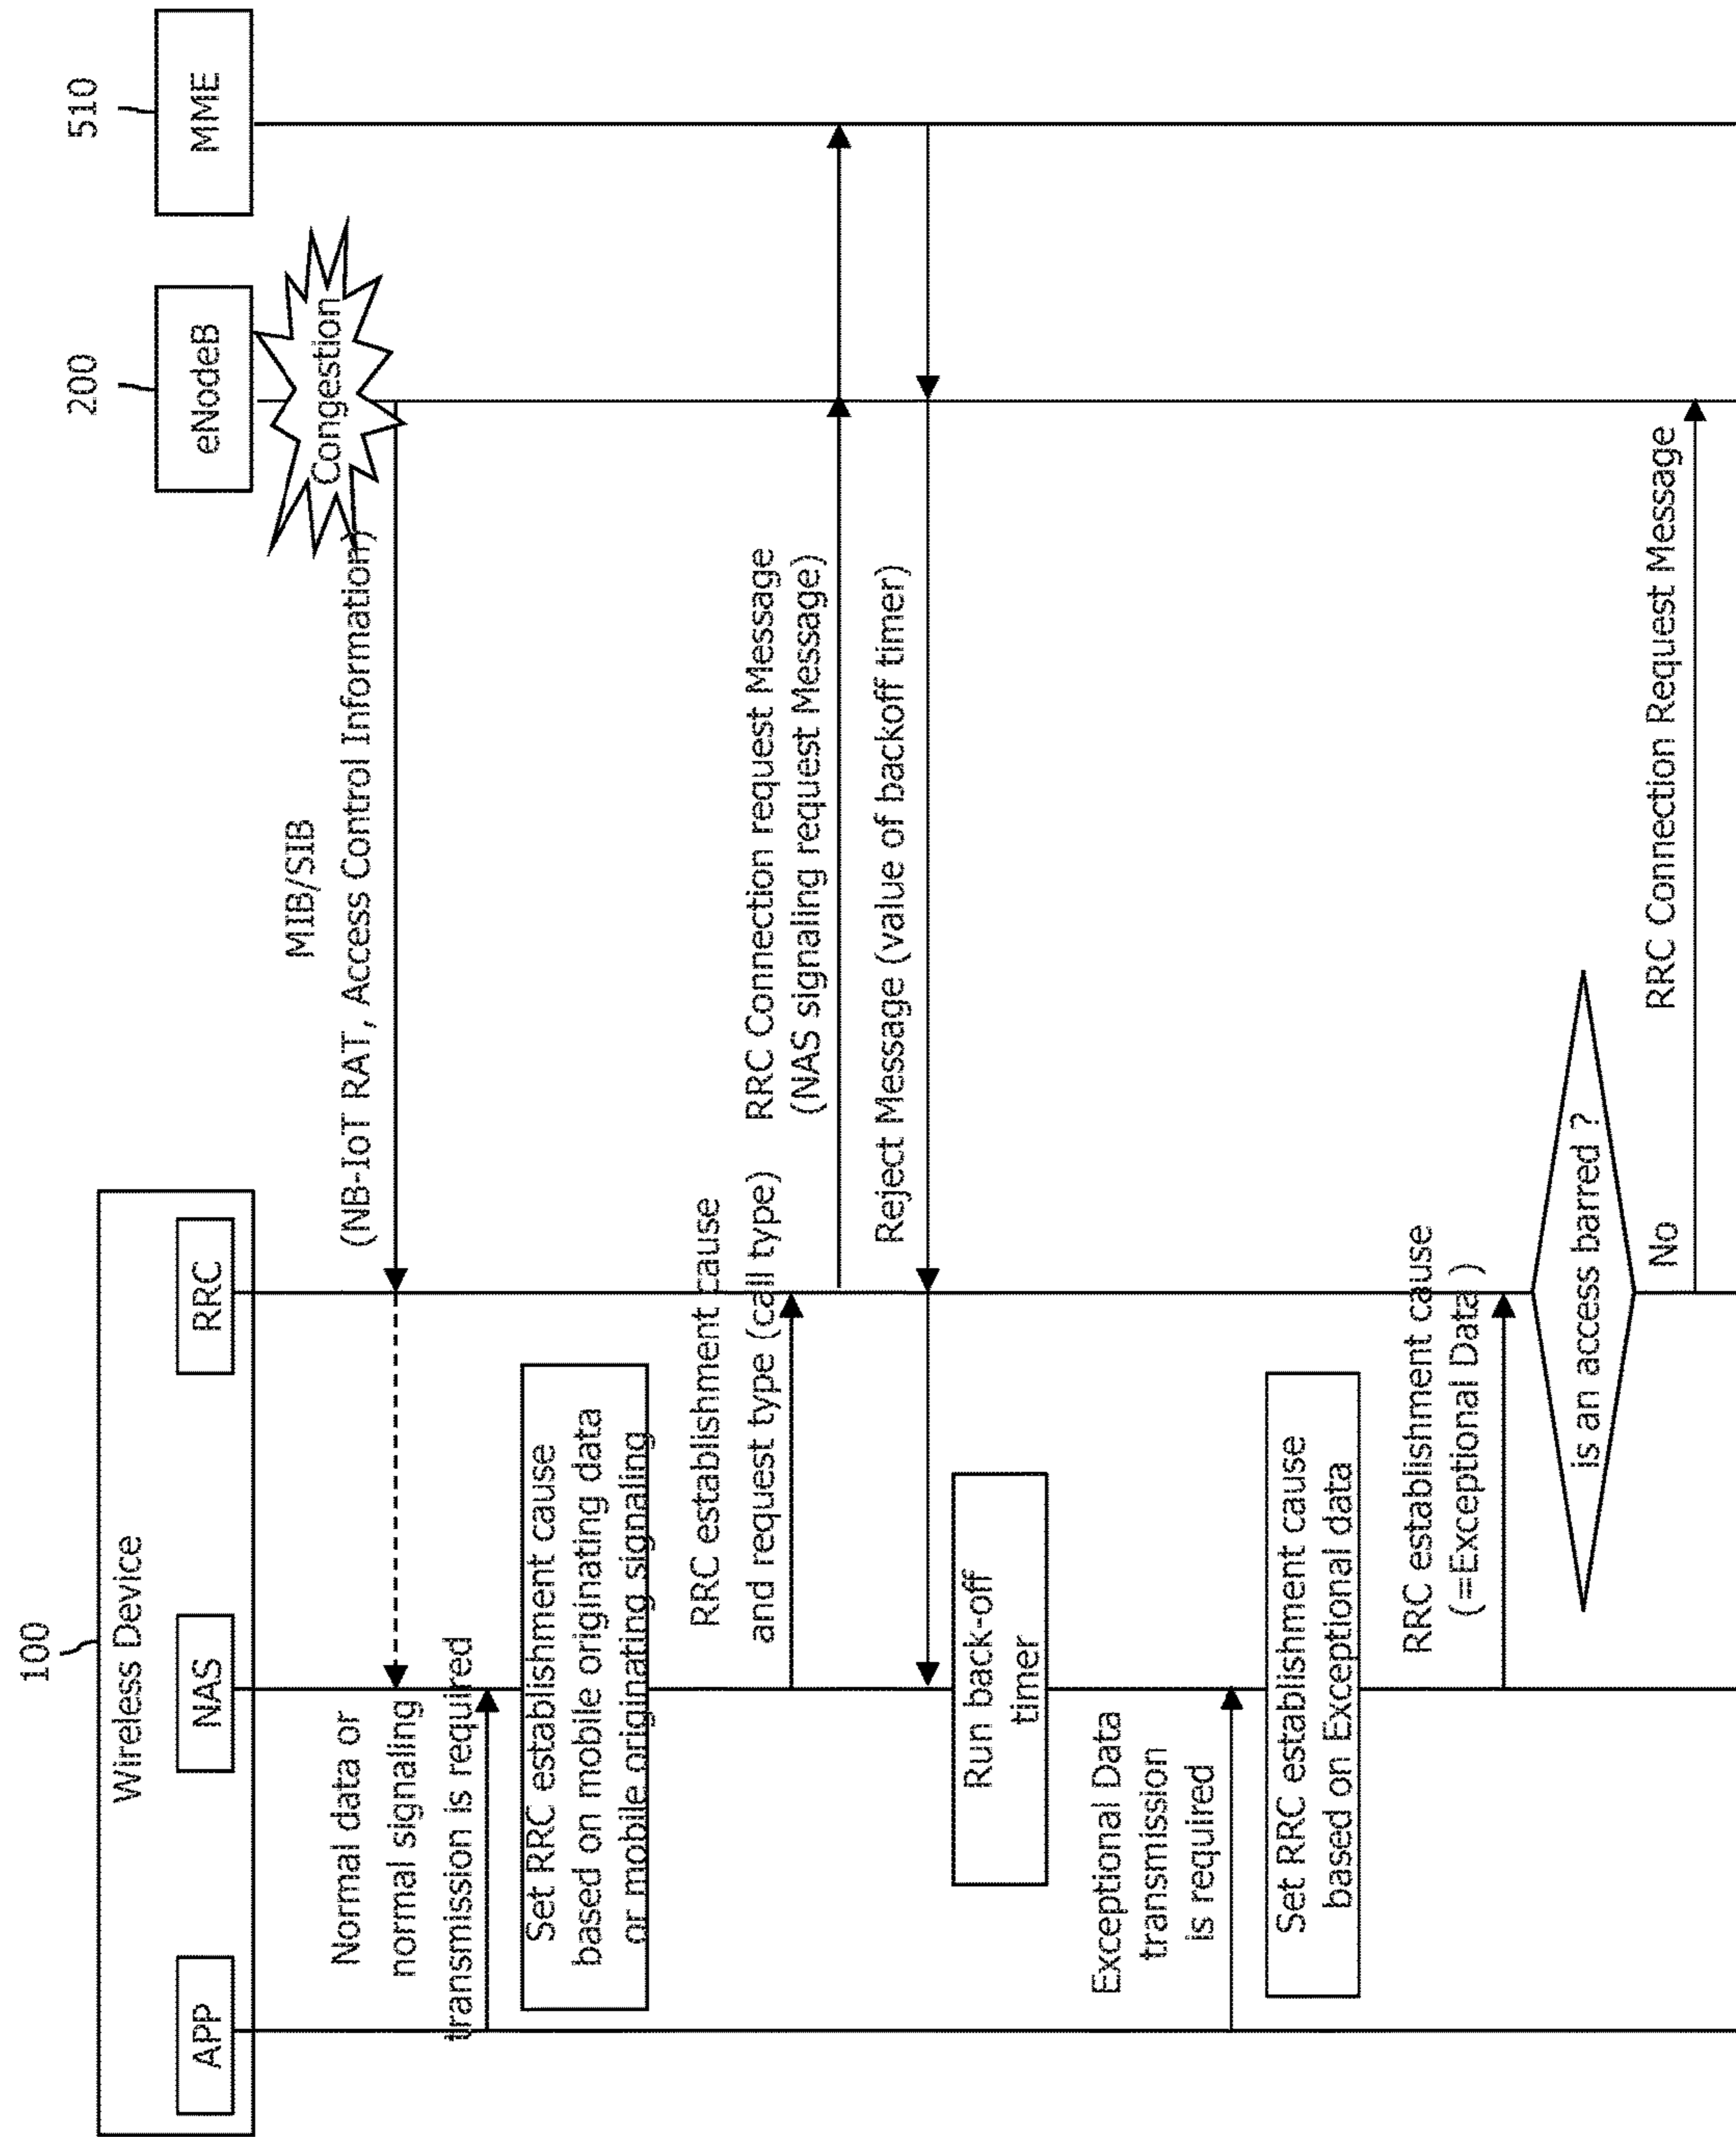 100
Wireless Device
APP
NAS
RRC
200
eNodeB
510
MME
Congestion
MIB/SIB
(NB-IoT RAT, Access Control Information)
Normal data or
normal signaling
transmission is required
Set RRC establishment cause
based on mobile originating data
or mobile originating signaling
RRC establishment cause
and request type (call type)
RRC Connection request Message
(NAS signaling request Message)
Reject Message (value of backoff timer)
Run back-off
timer
Exceptional Data
transmission
is required
Set RRC establishment cause
based on Exceptional data
RRC establishment cause
(=Exceptional Data )
is an access barred ?
No
RRC Connection Request Message